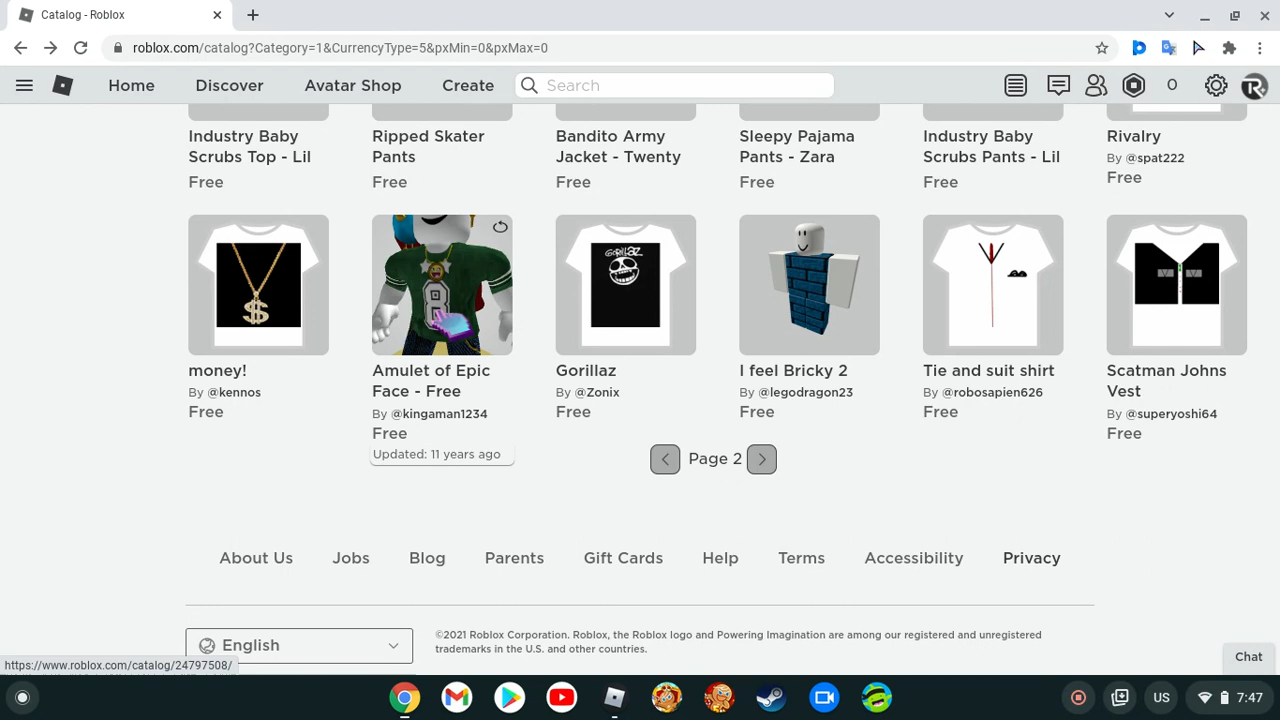 Catalog - Roblox
roblox.com/catalog?Category=1&CurrencyType=5&pxMin=0&pxMax=0
Home
Discover
Avatar Shop
Create
Search
0
Industry Baby
Scrubs Top - Lil
Free
Ripped Skater
Pants
Free
Bandito Army
Jacket - Twenty
Free
Sleepy Pajama
Pants - Zara
Free
Industry Baby
Scrubs Pants - Lil
Free
Rivalry
By @spat222
Free
money!
By @kennos
Free
8
Amulet of Epic
Face - Free
By @kingaman1234
Free
Updated: 11 years ago
GORILLAZ
Gorillaz
By @Zonix
Free
I feel Bricky 2
By @legodragon23
Free
Tie and suit shirt
By @robosapien626
Free
Scatman Johns
Vest
By @superyoshi64
Free
Page 2
About Us
Jobs
Blog
Parents
Gift Cards
Help
Terms
Accessibility
Privacy
English
©2021 Roblox Corporation. Roblox, the Roblox logo and Powering Imagination are among our registered and unregistered
trademarks in the U.S. and other countries.
Chat
https://www.roblox.com/catalog/24797508/
US
7:47